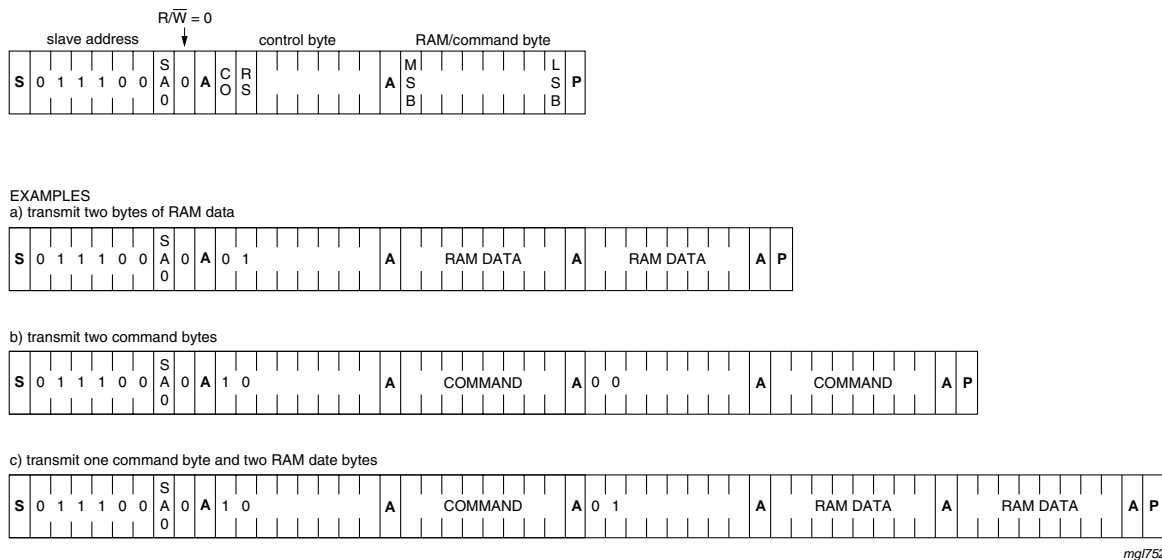 R/W̅ = 0
slave address control byte RAM/command byte
S 0 1 1 1 0 0 SA0 0 A CO RS A MSB LSB P
EXAMPLES
a) transmit two bytes of RAM data
S 0 1 1 1 0 0 SA0 0 A 0 1 A RAM DATA A RAM DATA A P
b) transmit two command bytes
S 0 1 1 1 0 0 SA0 0 A 1 0 A COMMAND A 0 0 A COMMAND A P
c) transmit one command byte and two RAM date bytes
S 0 1 1 1 0 0 SA0 0 A 1 0 A COMMAND A 0 1 A RAM DATA A RAM DATA A P
mgl752